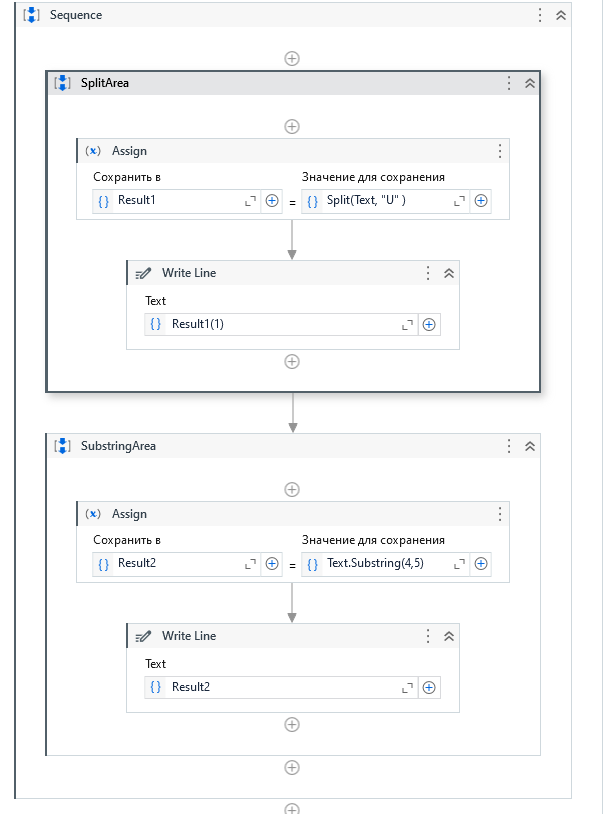 Sequence
SplitArea
Assign
Сохранить в
Значение для сохранения
Result1
=
Split(Text, "U" )
Write Line
Text
Result1(1)
SubstringArea
Assign
Сохранить в
Значение для сохранения
Result2
=
Text.Substring(4,5)
Write Line
Text
Result2